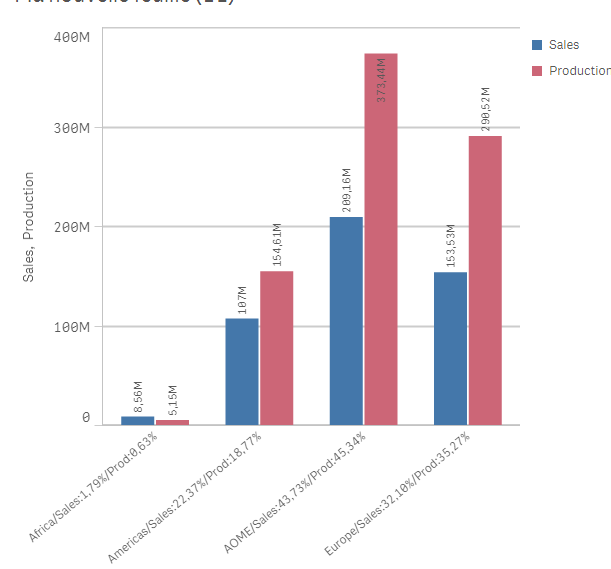 400M
300M
200M
100M
0
Sales, Production
8,56M
5,15M
107M
154,61M
209,16M
373,44M
153,53M
290,52M
Africa/Sales:1,79%/Prod:0,63%
Americas/Sales:22,37%/Prod:18,77%
AOME/Sales:43,73%/Prod:45,34%
Europe/Sales:32,10%/Prod:35,27%
Sales
Production